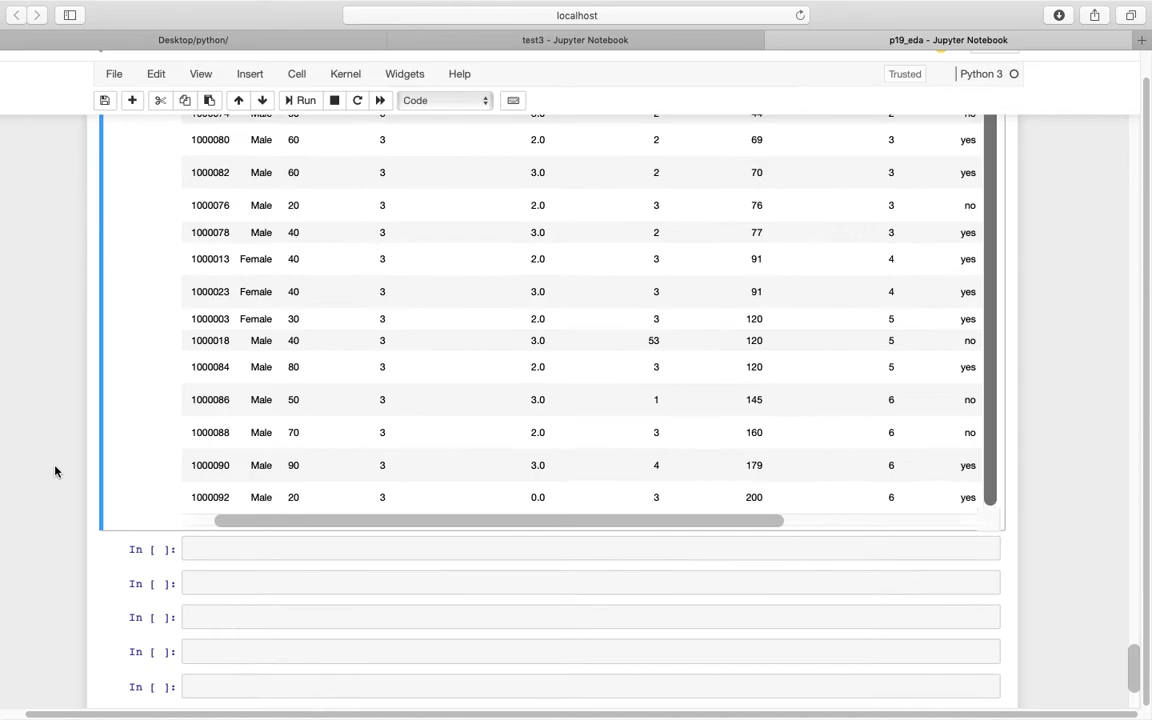 localhost
Desktop/python/ test3 - Jupyter Notebook p19_eda - Jupyter Notebook +
File Edit View Insert Cell Kernel Widgets Help Trusted Python 3
Run Code
1000080 Male 60 3 2.0 2 69 3 yes
1000082 Male 60 3 3.0 2 70 3 yes
1000076 Male 20 3 2.0 3 76 3 no
1000078 Male 40 3 3.0 2 77 3 yes
1000013 Female 40 3 2.0 3 91 4 yes
1000023 Female 40 3 3.0 3 91 4 yes
1000003 Female 30 3 2.0 3 120 5 yes
1000018 Male 40 3 3.0 53 120 5 no
1000084 Male 80 3 2.0 3 120 5 yes
1000086 Male 50 3 3.0 1 145 6 no
1000088 Male 70 3 2.0 3 160 6 no
1000090 Male 90 3 3.0 4 179 6 yes
1000092 Male 20 3 0.0 3 200 6 yes
In [ ]:
In [ ]:
In [ ]:
In [ ]:
In [ ]: